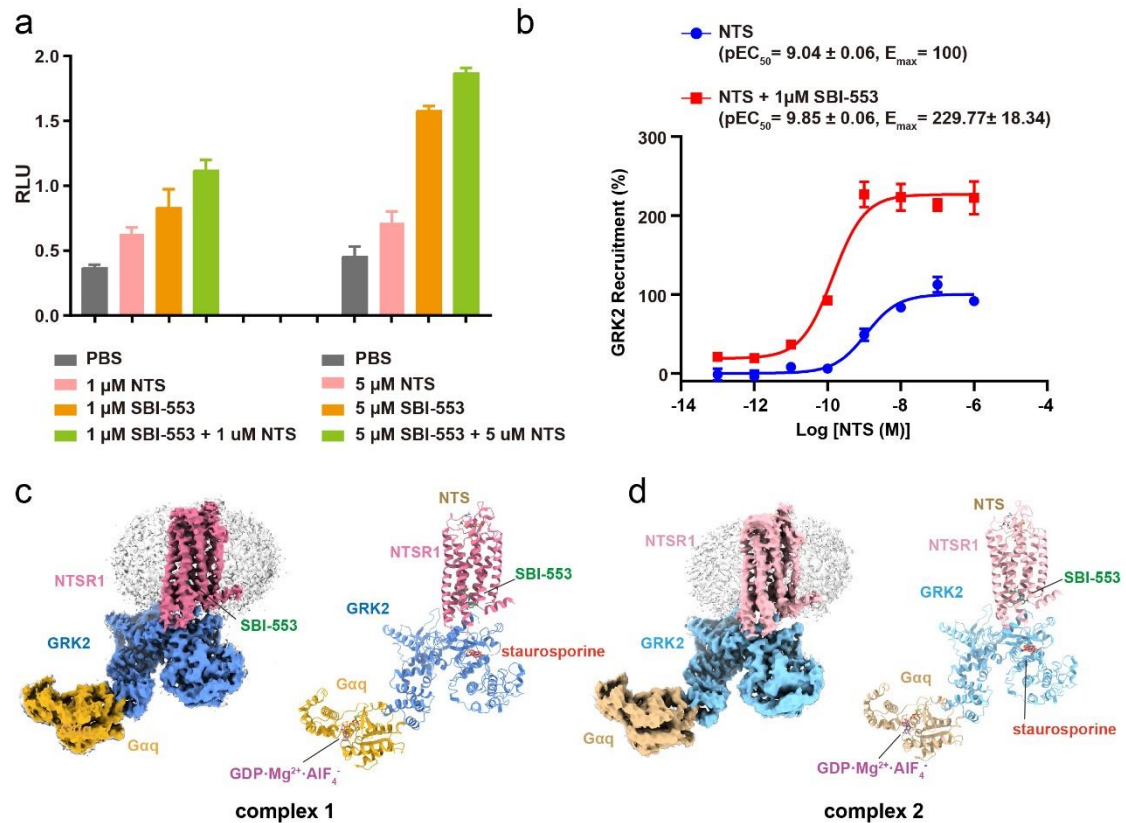 a
2.0
1.5
1.0
0.5
0.0
RLU
PBS
1 μM NTS
1 μM SBI-553
1 μM SBI-553 + 1 uM NTS
PBS
5 μM NTS
5 μM SBI-553
5 μM SBI-553 + 5 uM NTS
b
NTS
(pEC50= 9.04 ± 0.06, Emax= 100)
NTS + 1μM SBI-553
(pEC50= 9.85 ± 0.06, Emax= 229.77± 18.34)
300
200
100
0
GRK2 Recruitment (%)
-14 -12 -10 -8 -6 -4
Log [NTS (M)]
c
NTSR1
SBI-553
GRK2
Gαq
NTS
NTSR1
SBI-553
GRK2
staurosporine
Gαq
GDP·Mg2+·AlF4-
complex 1
d
NTSR1
GRK2
Gαq
NTS
NTSR1
SBI-553
GRK2
Gαq
staurosporine
GDP·Mg2+·AlF4-
complex 2